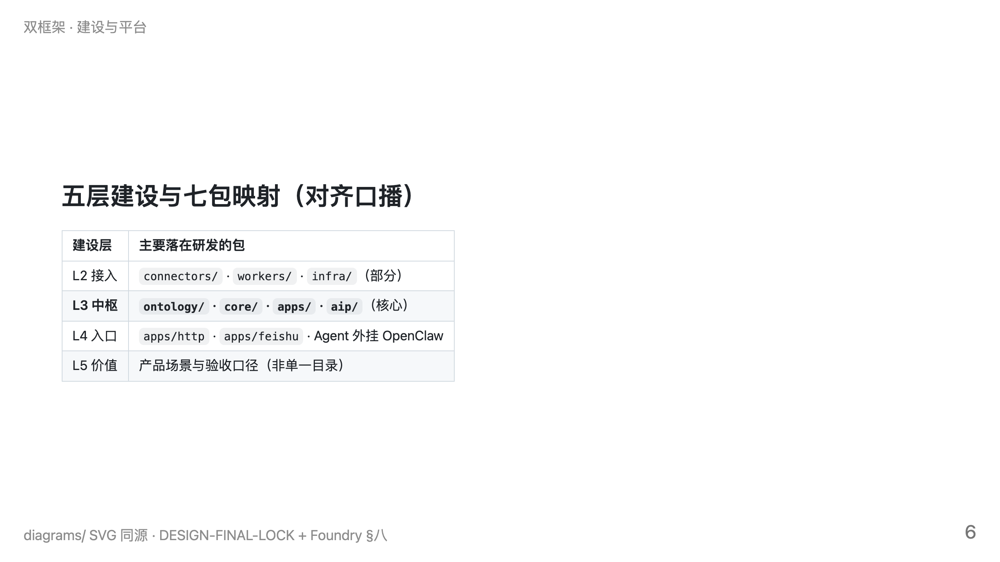 双框架 · 建设与平台
五层建设与七包映射（对齐口播）
建设层 主要落在研发的包
L2 接入 connectors/ · workers/ · infra/（部分）
L3 中枢 ontology/ · core/ · apps/ · aip/（核心）
L4 入口 apps/http · apps/feishu · Agent 外挂 OpenClaw
L5 价值 产品场景与验收口径（非单一目录）
diagrams/ SVG 同源 · DESIGN-FINAL-LOCK + Foundry §八
6